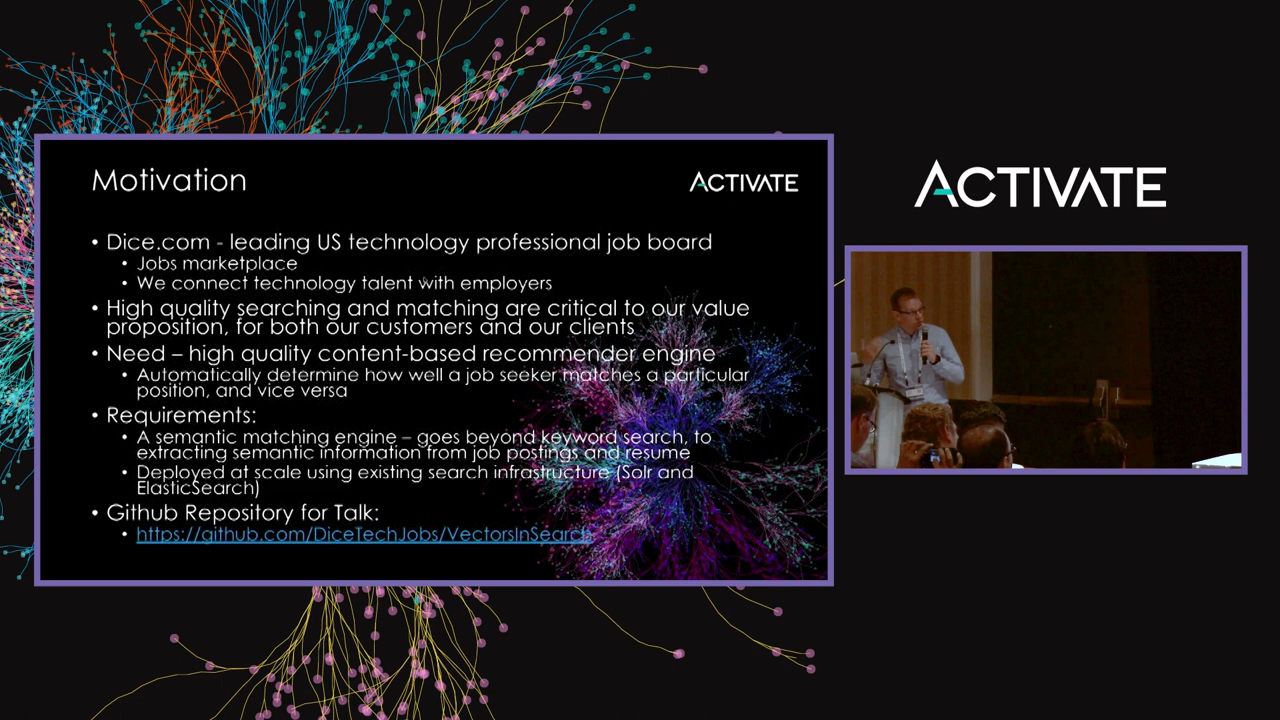 Motivation
ACTIVATE
• Dice.com - leading US technology professional job board
• Jobs marketplace
• We connect technology talent with employers
• High quality searching and matching are critical to our value
proposition, for both our customers and our clients
• Need – high quality content-based recommender engine
• Automatically determine how well a job seeker matches a particular
position, and vice versa
• Requirements:
• A semantic matching engine – goes beyond keyword search, to
extracting semantic information from job postings and resume
• Deployed at scale using existing search infrastructure (Solr and
ElasticSearch)
• Github Repository for Talk:
• https://github.com/DiceTechJobs/VectorsInSearch
ACTIVATE